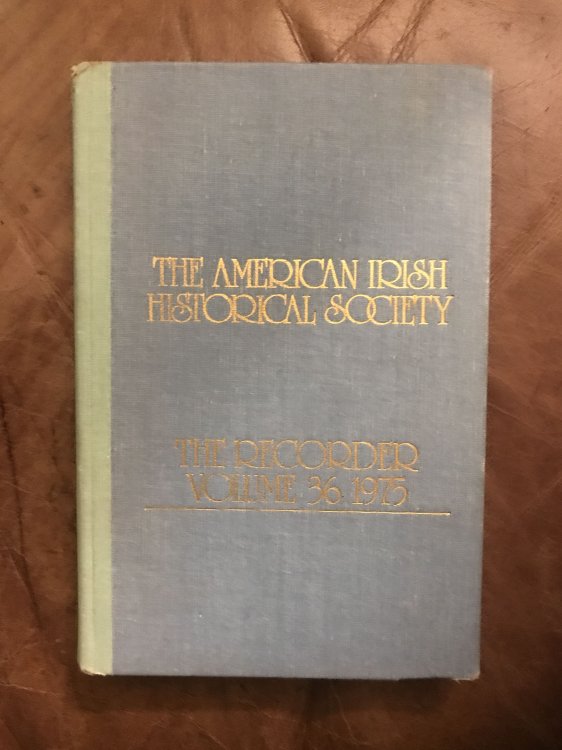 THE AMERICAN IRISH
HISTORICAL SOCIETY
THE RECORDER
VOLUME 36, 1975